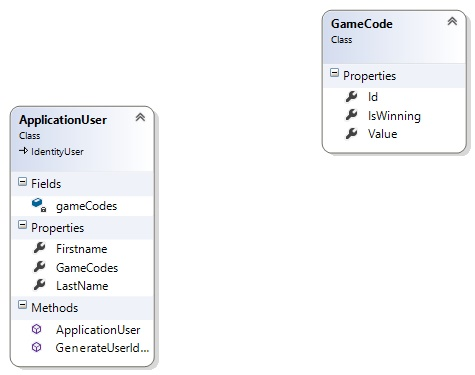 GameCode
Class
Properties
Id
IsWinning
Value
ApplicationUser
Class
IdentityUser
Fields
gameCodes
Properties
Firstname
GameCodes
LastName
Methods
ApplicationUser
GenerateUserId...